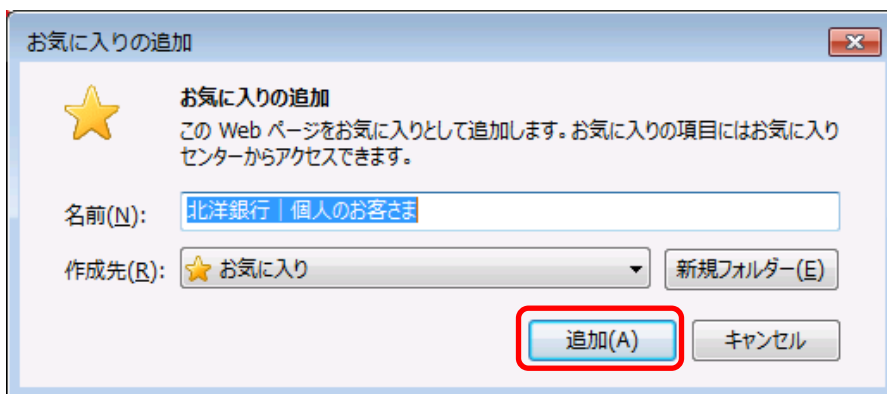 お気に入りの追加
お気に入りの追加
この Web ページをお気に入りとして追加します。お気に入りの項目にはお気に入り
センターからアクセスできます。
名前(N): 北洋銀行｜個人のお客さま
作成先(R): お気に入り 新規フォルダー(E)
追加(A) キャンセル